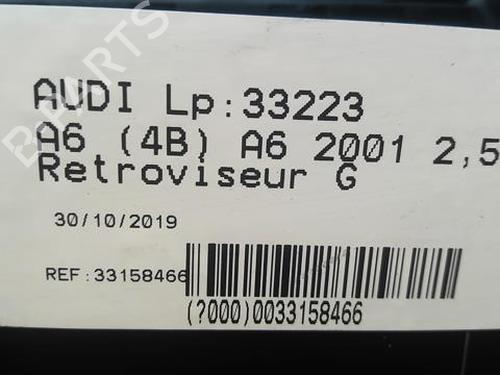 AUDI Lp:33223
A6 (4B) A6 2001 2,5
Retroviseur G
30/10/2019
REF:33158466
(?000)0033158466